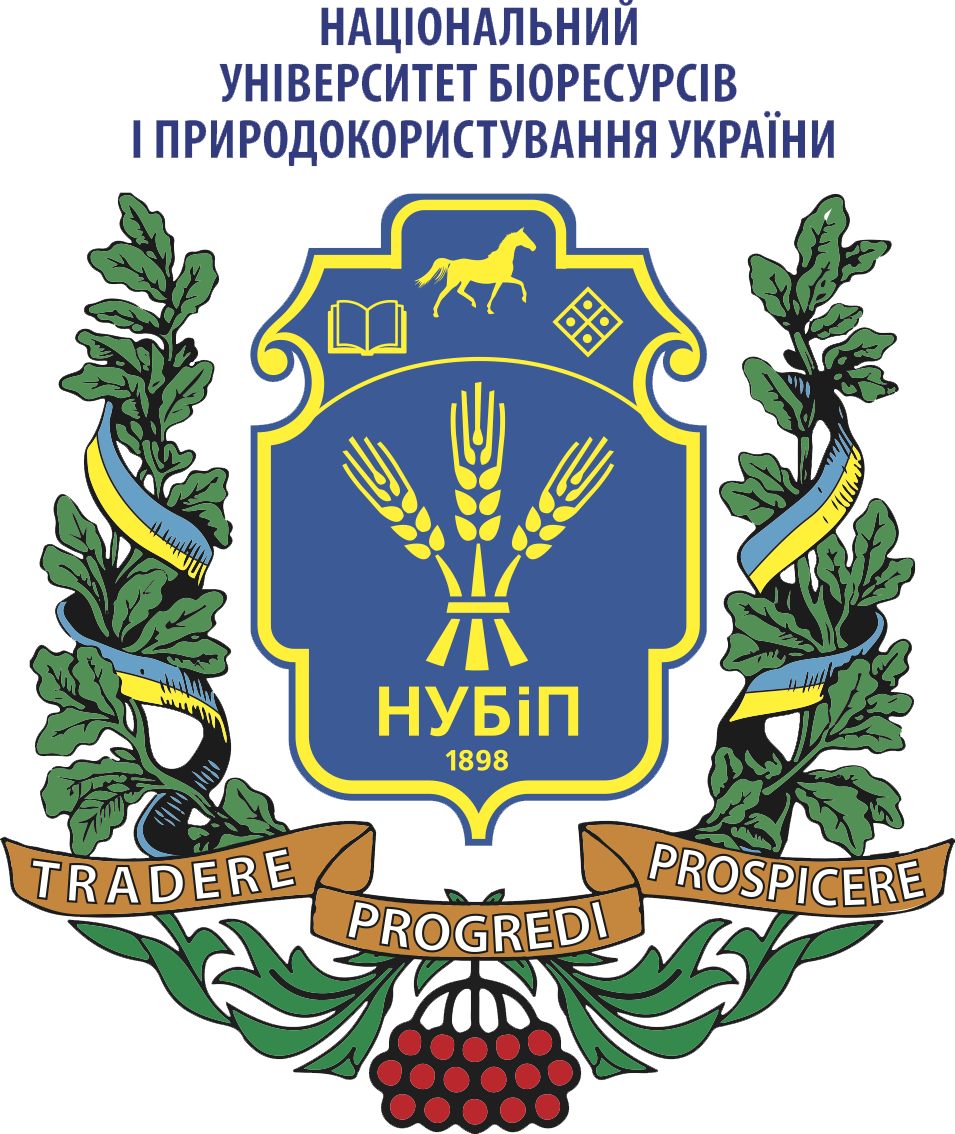 НАЦІОНАЛЬНИЙ
УНІВЕРСИТЕТ БІОРЕСУРСІВ
І ПРИРОДОКОРИСТУВАННЯ УКРАЇНИ
НУБіП
1898
TRADERE
PROGREDI
PROSPICERE